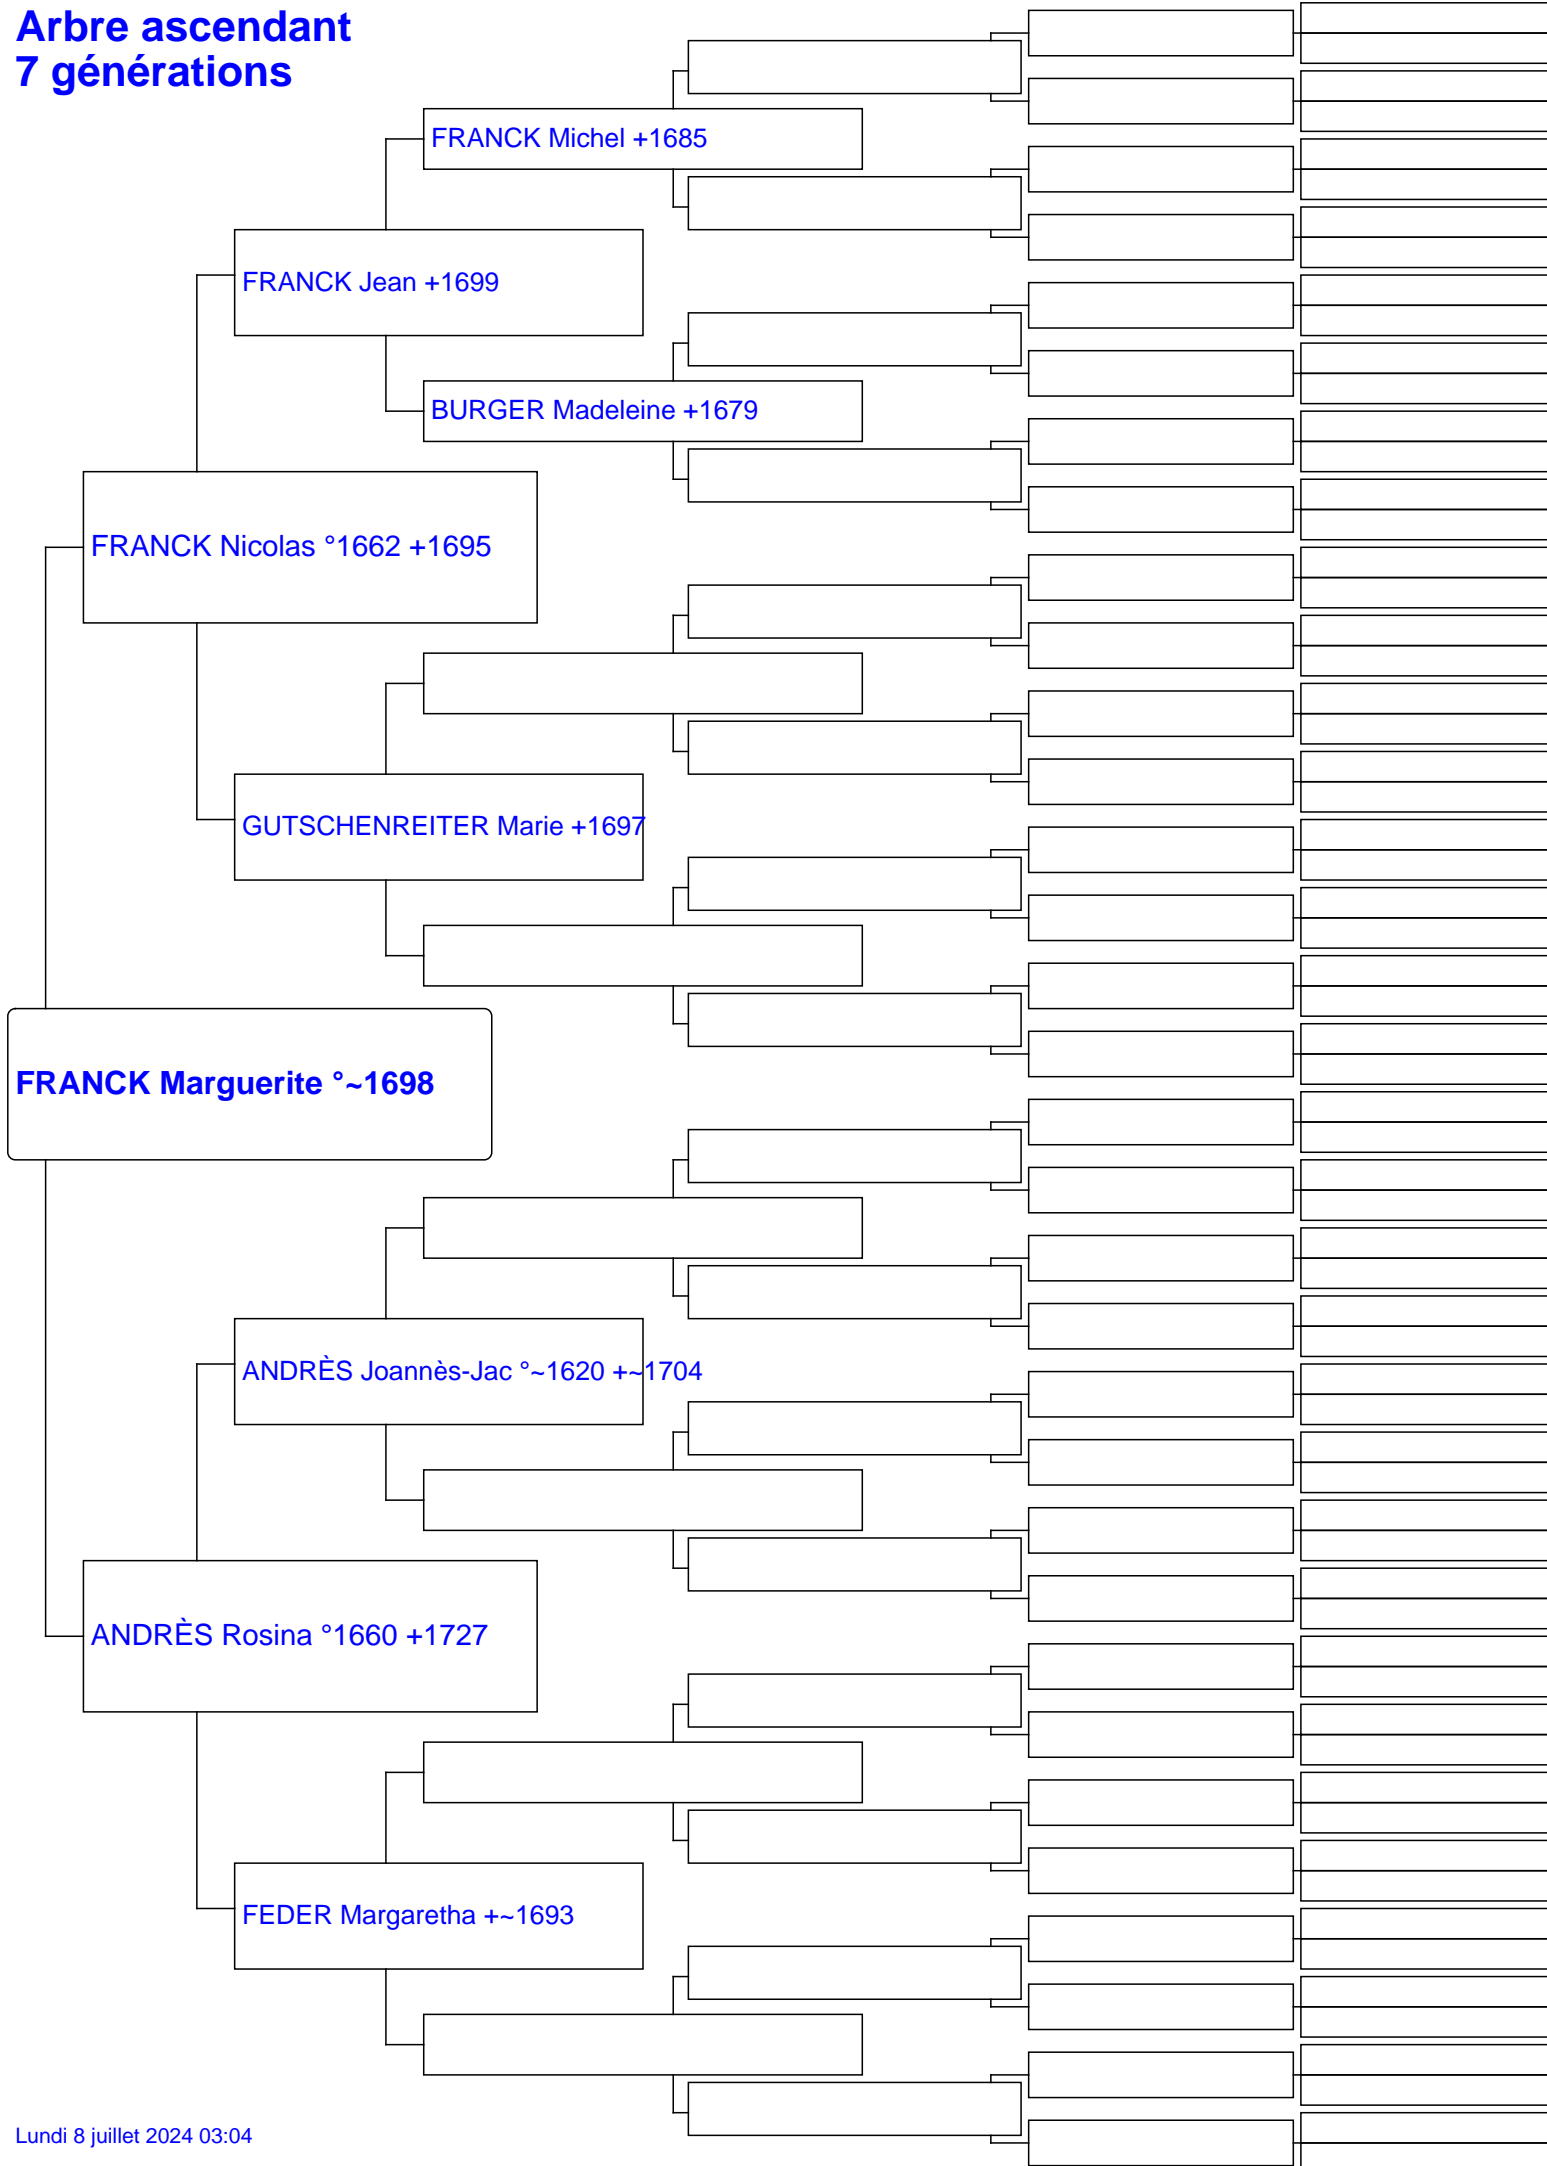 Arbre ascendant
7 générations
FRANCK Michel +1685
FRANCK Jean +1699
BURGER Madeleine +1679
FRANCK Nicolas °1662 +1695
GUTSCHENREITER Marie +1697
FRANCK Marguerite °~1698
ANDRÈS Joannès-Jac °~1620 +~1704
ANDRÈS Rosina °1660 +1727
FEDER Margaretha +~1693
Lundi 8 juillet 2024 03:04